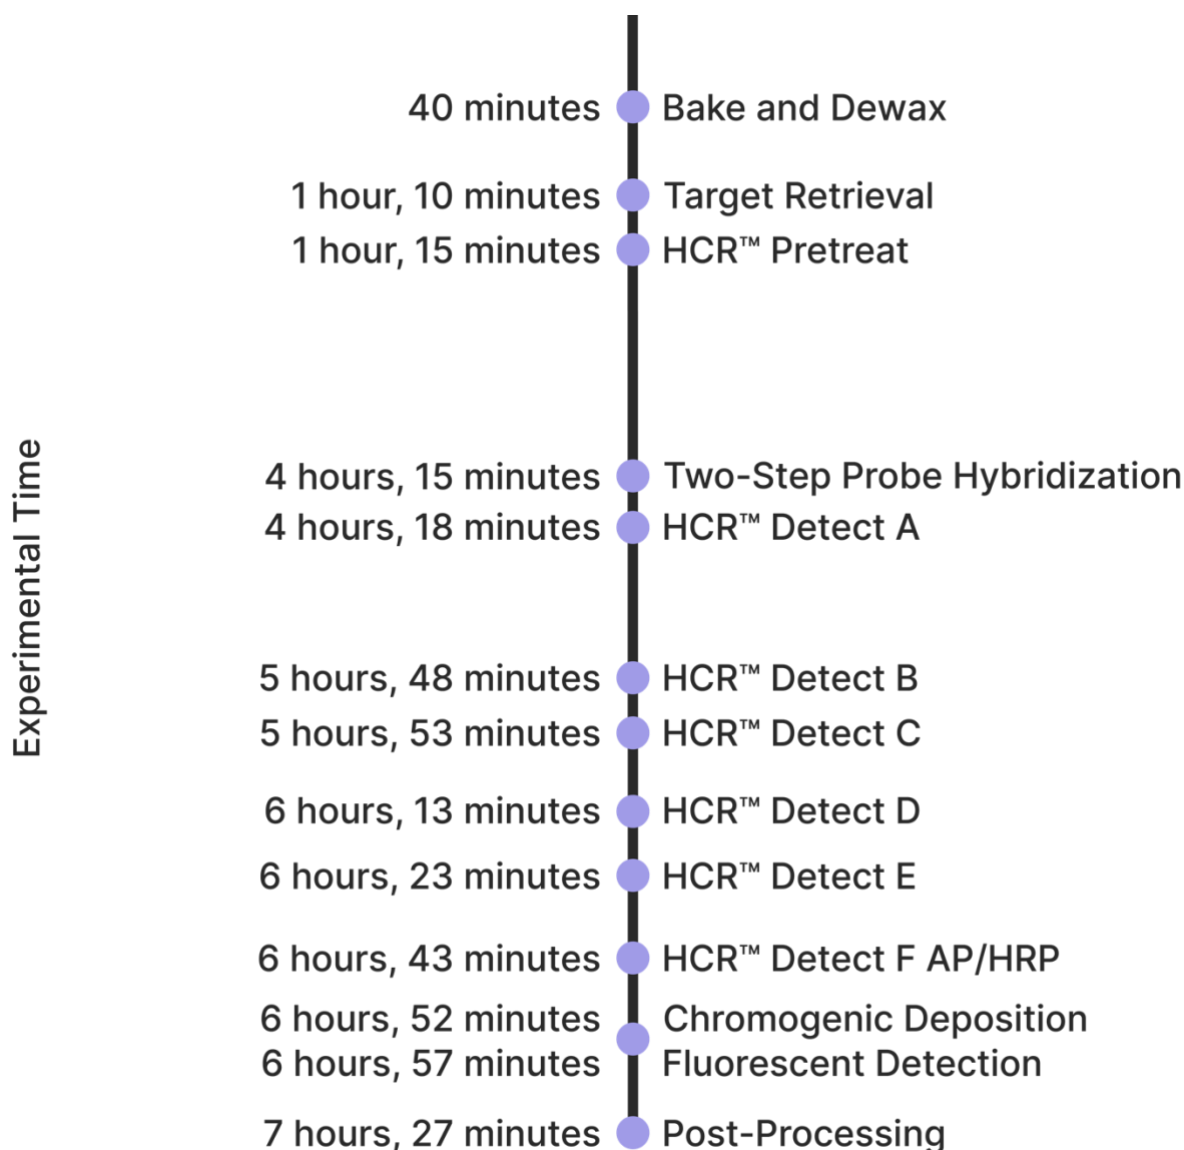 40 minutes Bake and Dewax
1 hour, 10 minutes Target Retrieval
1 hour, 15 minutes HCR™ Pretreat
4 hours, 15 minutes Two-Step Probe Hybridization
4 hours, 18 minutes HCR™ Detect A
Experimental Time
5 hours, 48 minutes HCR™ Detect B
5 hours, 53 minutes HCR™ Detect C
6 hours, 13 minutes HCR™ Detect D
6 hours, 23 minutes HCR™ Detect E
6 hours, 43 minutes HCR™ Detect F AP/HRP
6 hours, 52 minutes Chromogenic Deposition
6 hours, 57 minutes Fluorescent Detection
7 hours, 27 minutes Post-Processing